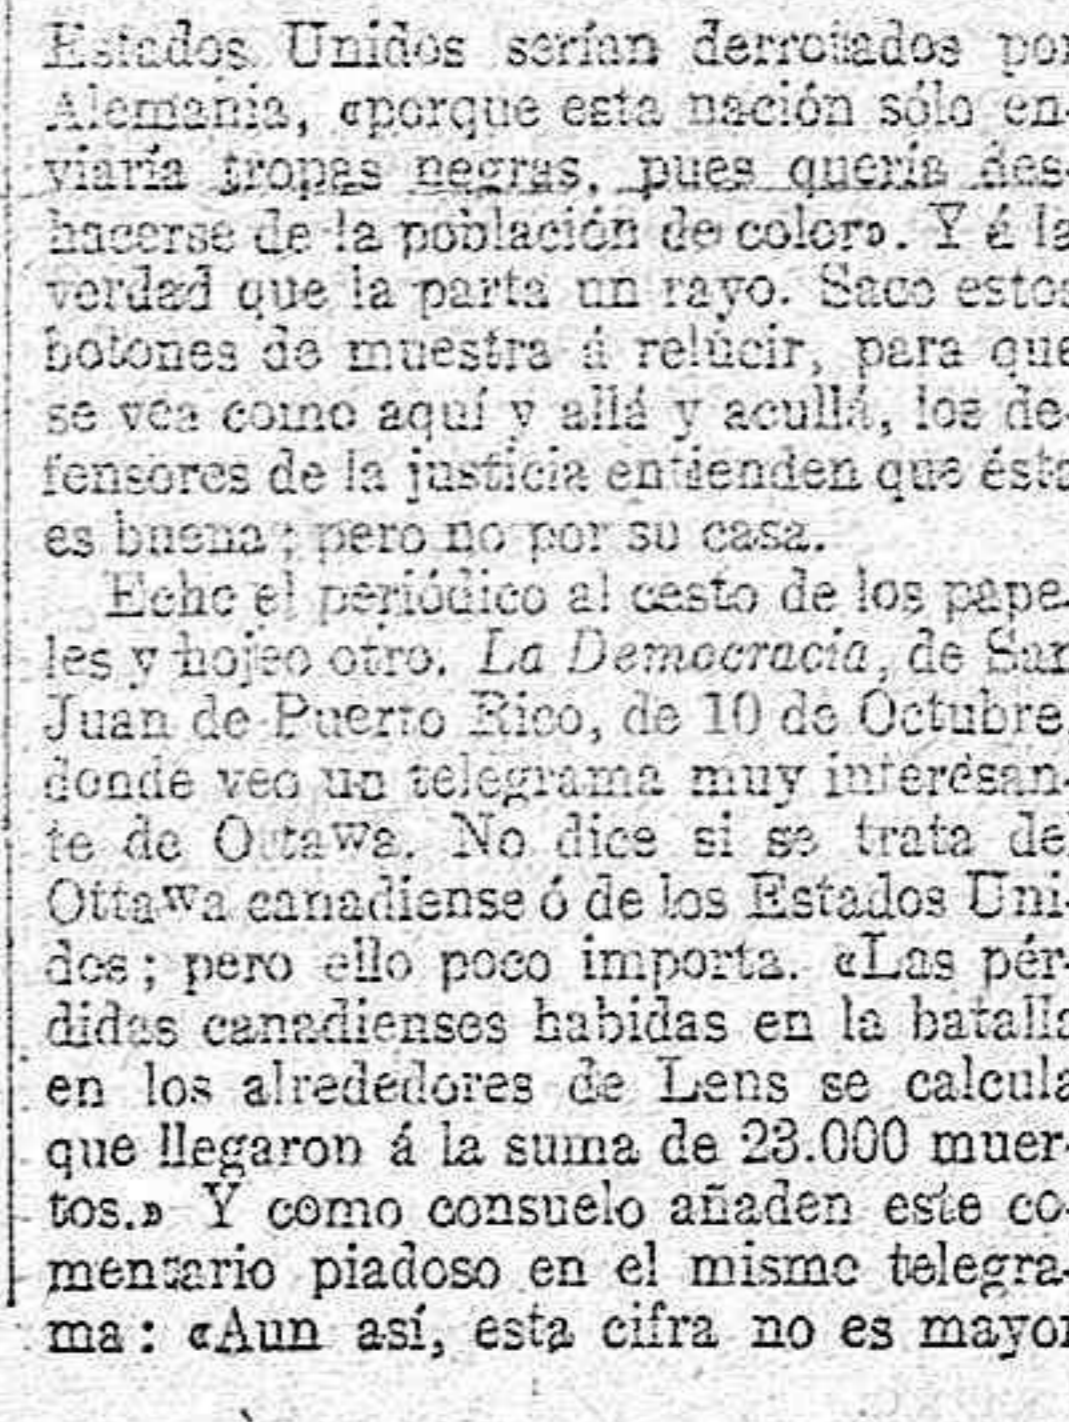 Estados Unidos serían derrotados por
Alemania, «porque esta nación sólo en-
viaría tropas negras, pues quería des-
hacerse de la población de color». Y á la
verdad que la parta un rayo. Saco estos
botones de muestra á relucir, para que
se vea como aquí y allá y acullá, los de-
fensores de la justicia entienden que ésta
es buena; pero no por su casa.
Echo el periódico al cesto de los pape-
les y hojeo otro. La Democracia, de San
Juan de Puerto Rico, de 10 de Octubre,
donde veo un telegrama muy interesan-
te de Ottawa. No dice si se trata del
Ottawa canadiense ó de los Estados Uni-
dos; pero ello poco importa. «Las pér-
didas canadienses habidas en la batalla
en los alrededores de Lens se calcula
que llegaron á la suma de 23.000 muer-
tos.» Y como consuelo añaden este co-
mentario piadoso en el mismo telegra-
ma: «Aun así, esta cifra no es mayor